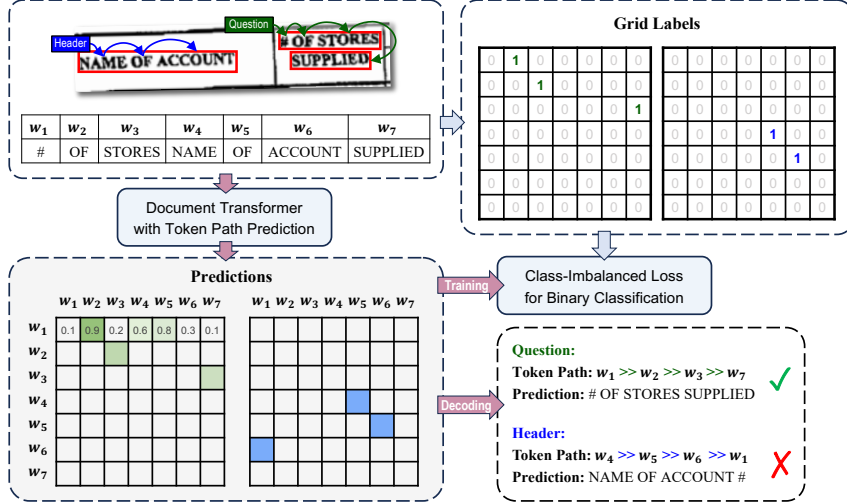 Question
Header
# OF STORES
NAME OF ACCOUNT
SUPPLIED
w₁ w₂ w₃ w₄ w₅ w₆ w₇
# OF STORES NAME OF ACCOUNT SUPPLIED
Grid Labels
0 1 0 0 0 0 0 0 0 0 0 0 0 0
0 0 1 0 0 0 0 0 0 0 0 0 0 0
0 0 0 0 0 0 1 0 0 0 0 0 0 0
0 0 0 0 0 0 0 0 0 0 0 1 0 0
0 0 0 0 0 0 0 0 0 0 0 0 1 0
0 0 0 0 0 0 0 0 0 0 0 0 0 0
0 0 0 0 0 0 0 0 0 0 0 0 0 0
Document Transformer
with Token Path Prediction
Predictions
w₁ w₂ w₃ w₄ w₅ w₆ w₇ w₁ w₂ w₃ w₄ w₅ w₆ w₇
w₁ 0.1 0.9 0.2 0.6 0.8 0.3 0.1
w₂
w₃
w₄
w₅
w₆
w₇
Training
Class-Imbalanced Loss
for Binary Classification
Decoding
Question:
Token Path: w₁ >> w₂ >> w₃ >> w₇
Prediction: # OF STORES SUPPLIED
Header:
Token Path: w₄ >> w₅ >> w₆ >> w₁
Prediction: NAME OF ACCOUNT #